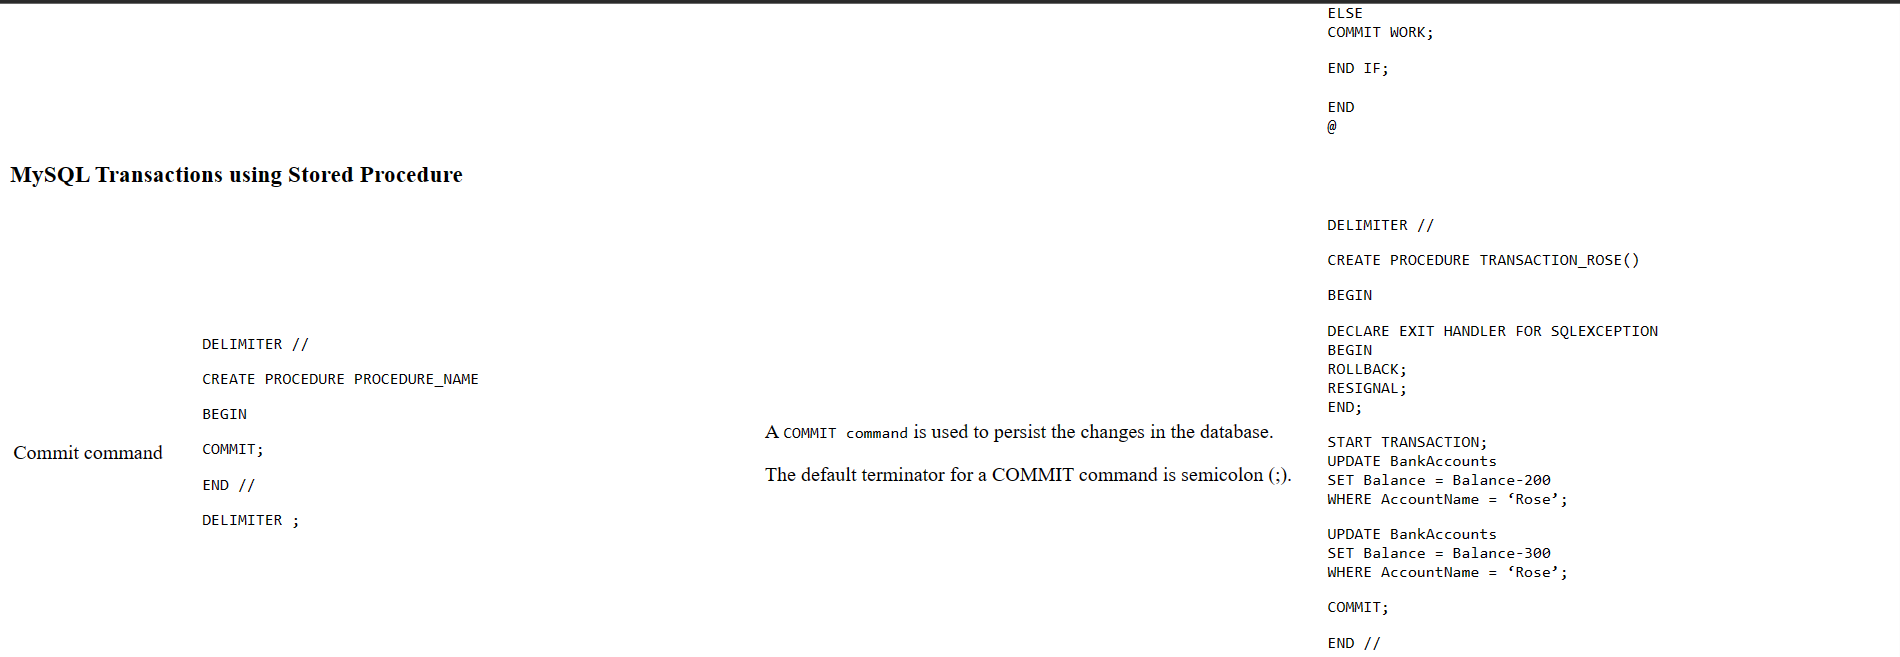 ELSE
COMMIT WORK;
END IF;
END
@
MySQL Transactions using Stored Procedure
Commit command
DELIMITER //
CREATE PROCEDURE PROCEDURE_NAME
BEGIN
COMMIT;
END //
DELIMITER ;
A COMMIT command is used to persist the changes in the database.
The default terminator for a COMMIT command is semicolon (;).
DELIMITER //
CREATE PROCEDURE TRANSACTION_ROSE()
BEGIN
DECLARE EXIT HANDLER FOR SQLEXCEPTION
BEGIN
ROLLBACK;
RESIGNAL;
END;
START TRANSACTION;
UPDATE BankAccounts
SET Balance = Balance-200
WHERE AccountName = ‘Rose’;
UPDATE BankAccounts
SET Balance = Balance-300
WHERE AccountName = ‘Rose’;
COMMIT;
END //